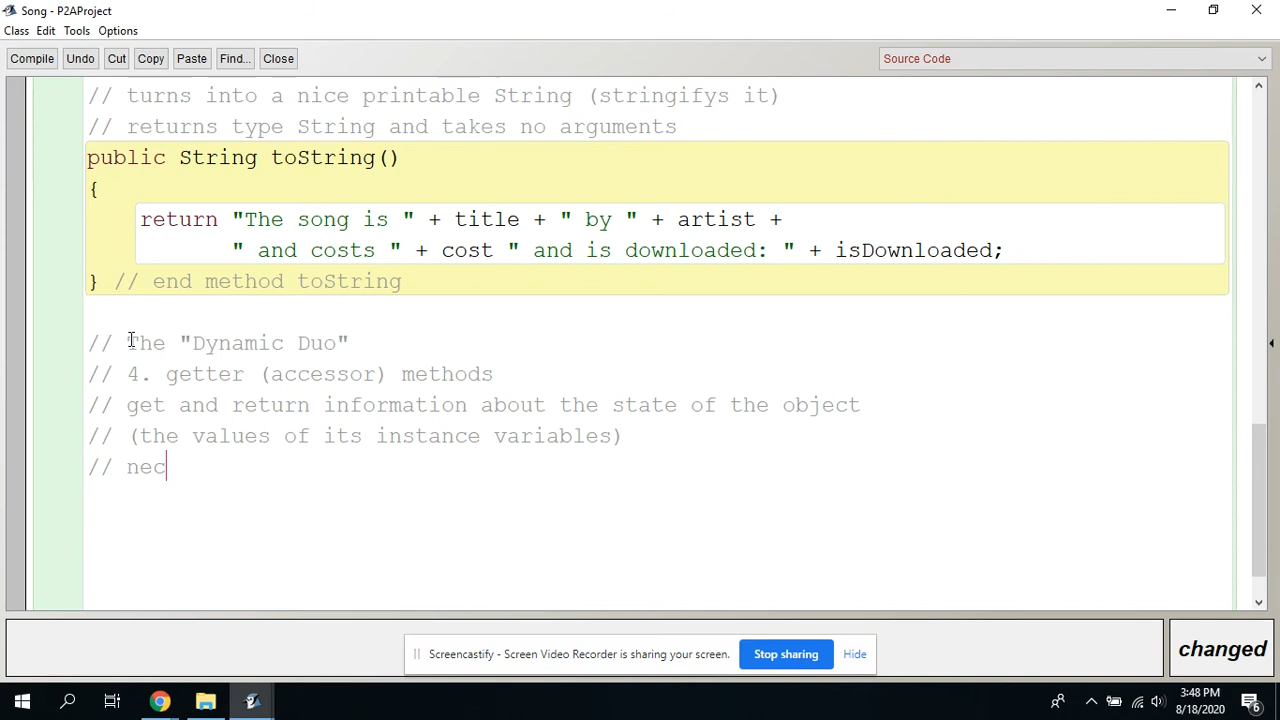 Song - P2AProject
Class Edit Tools Options
Compile Undo Cut Copy Paste Find... Close Source Code
// turns into a nice printable String (stringifys it)
// returns type String and takes no arguments
public String toString()
{
return "The song is " + title + " by " + artist +
" and costs " + cost " and is downloaded: " + isDownloaded;
} // end method toString
// The "Dynamic Duo"
// 4. getter (accessor) methods
// get and return information about the state of the object
// (the values of its instance variables)
// nec
Screencastify - Screen Video Recorder is sharing your screen. Stop sharing Hide
changed
3:48 PM
8/18/2020
6